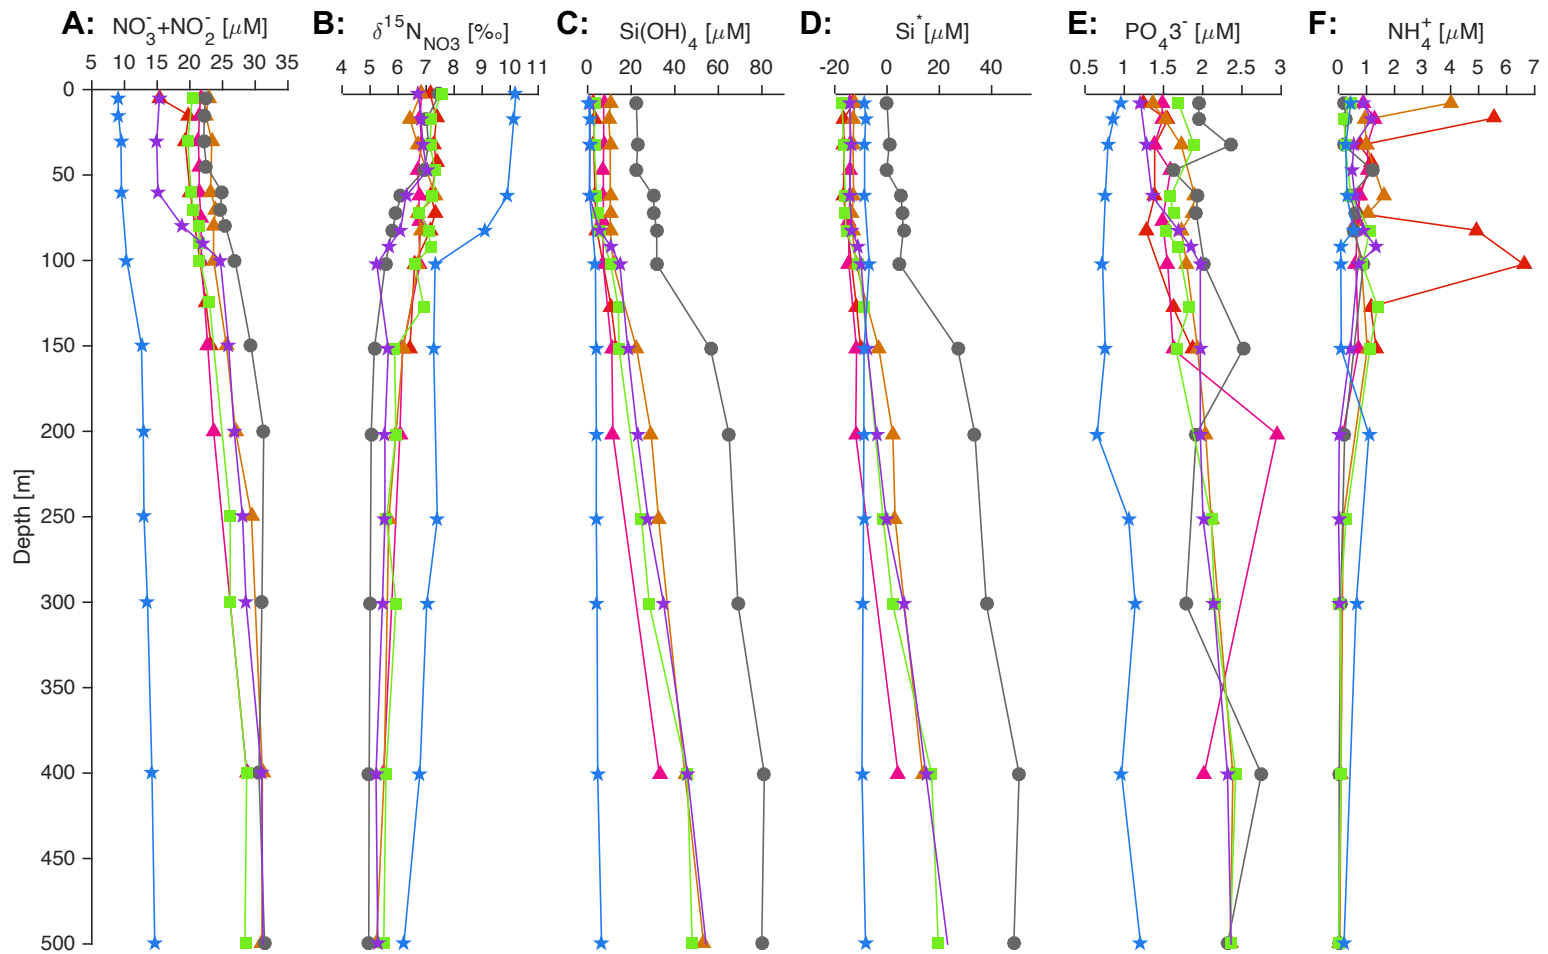 A: NO₃⁻+NO₂⁻ [μM]
5 10 15 20 25 30 35
B: δ¹⁵N_NO3 [‰]
4 5 6 7 8 9 10 11
C: Si(OH)₄ [μM]
0 20 40 60 80
D: Si* [μM]
-20 0 20 40
E: PO₄3⁻ [μM]
0.5 1 1.5 2 2.5 3
F: NH₄⁺ [μM]
0 1 2 3 4 5 6 7
Depth [m]
0
50
100
150
200
250
300
350
400
450
500